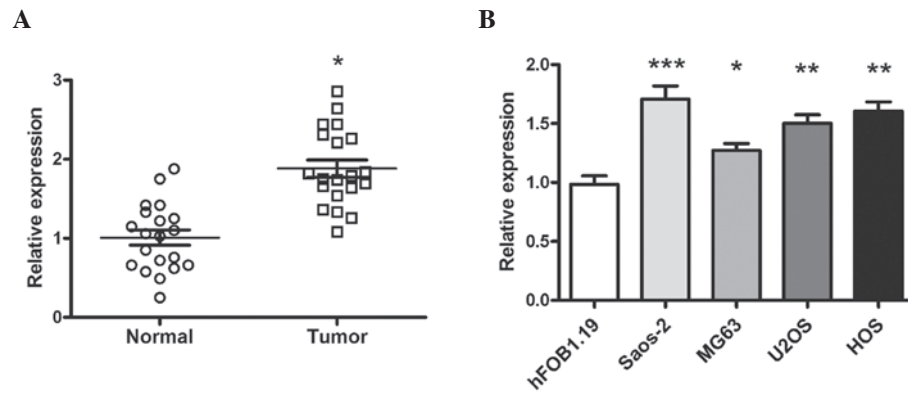 A
Relative expression
3
2
1
0
*
Normal
Tumor
B
Relative expression
2.0
1.5
1.0
0.5
0.0
***
*
**
**
hFOB1.19
Saos-2
MG63
U2OS
HOS